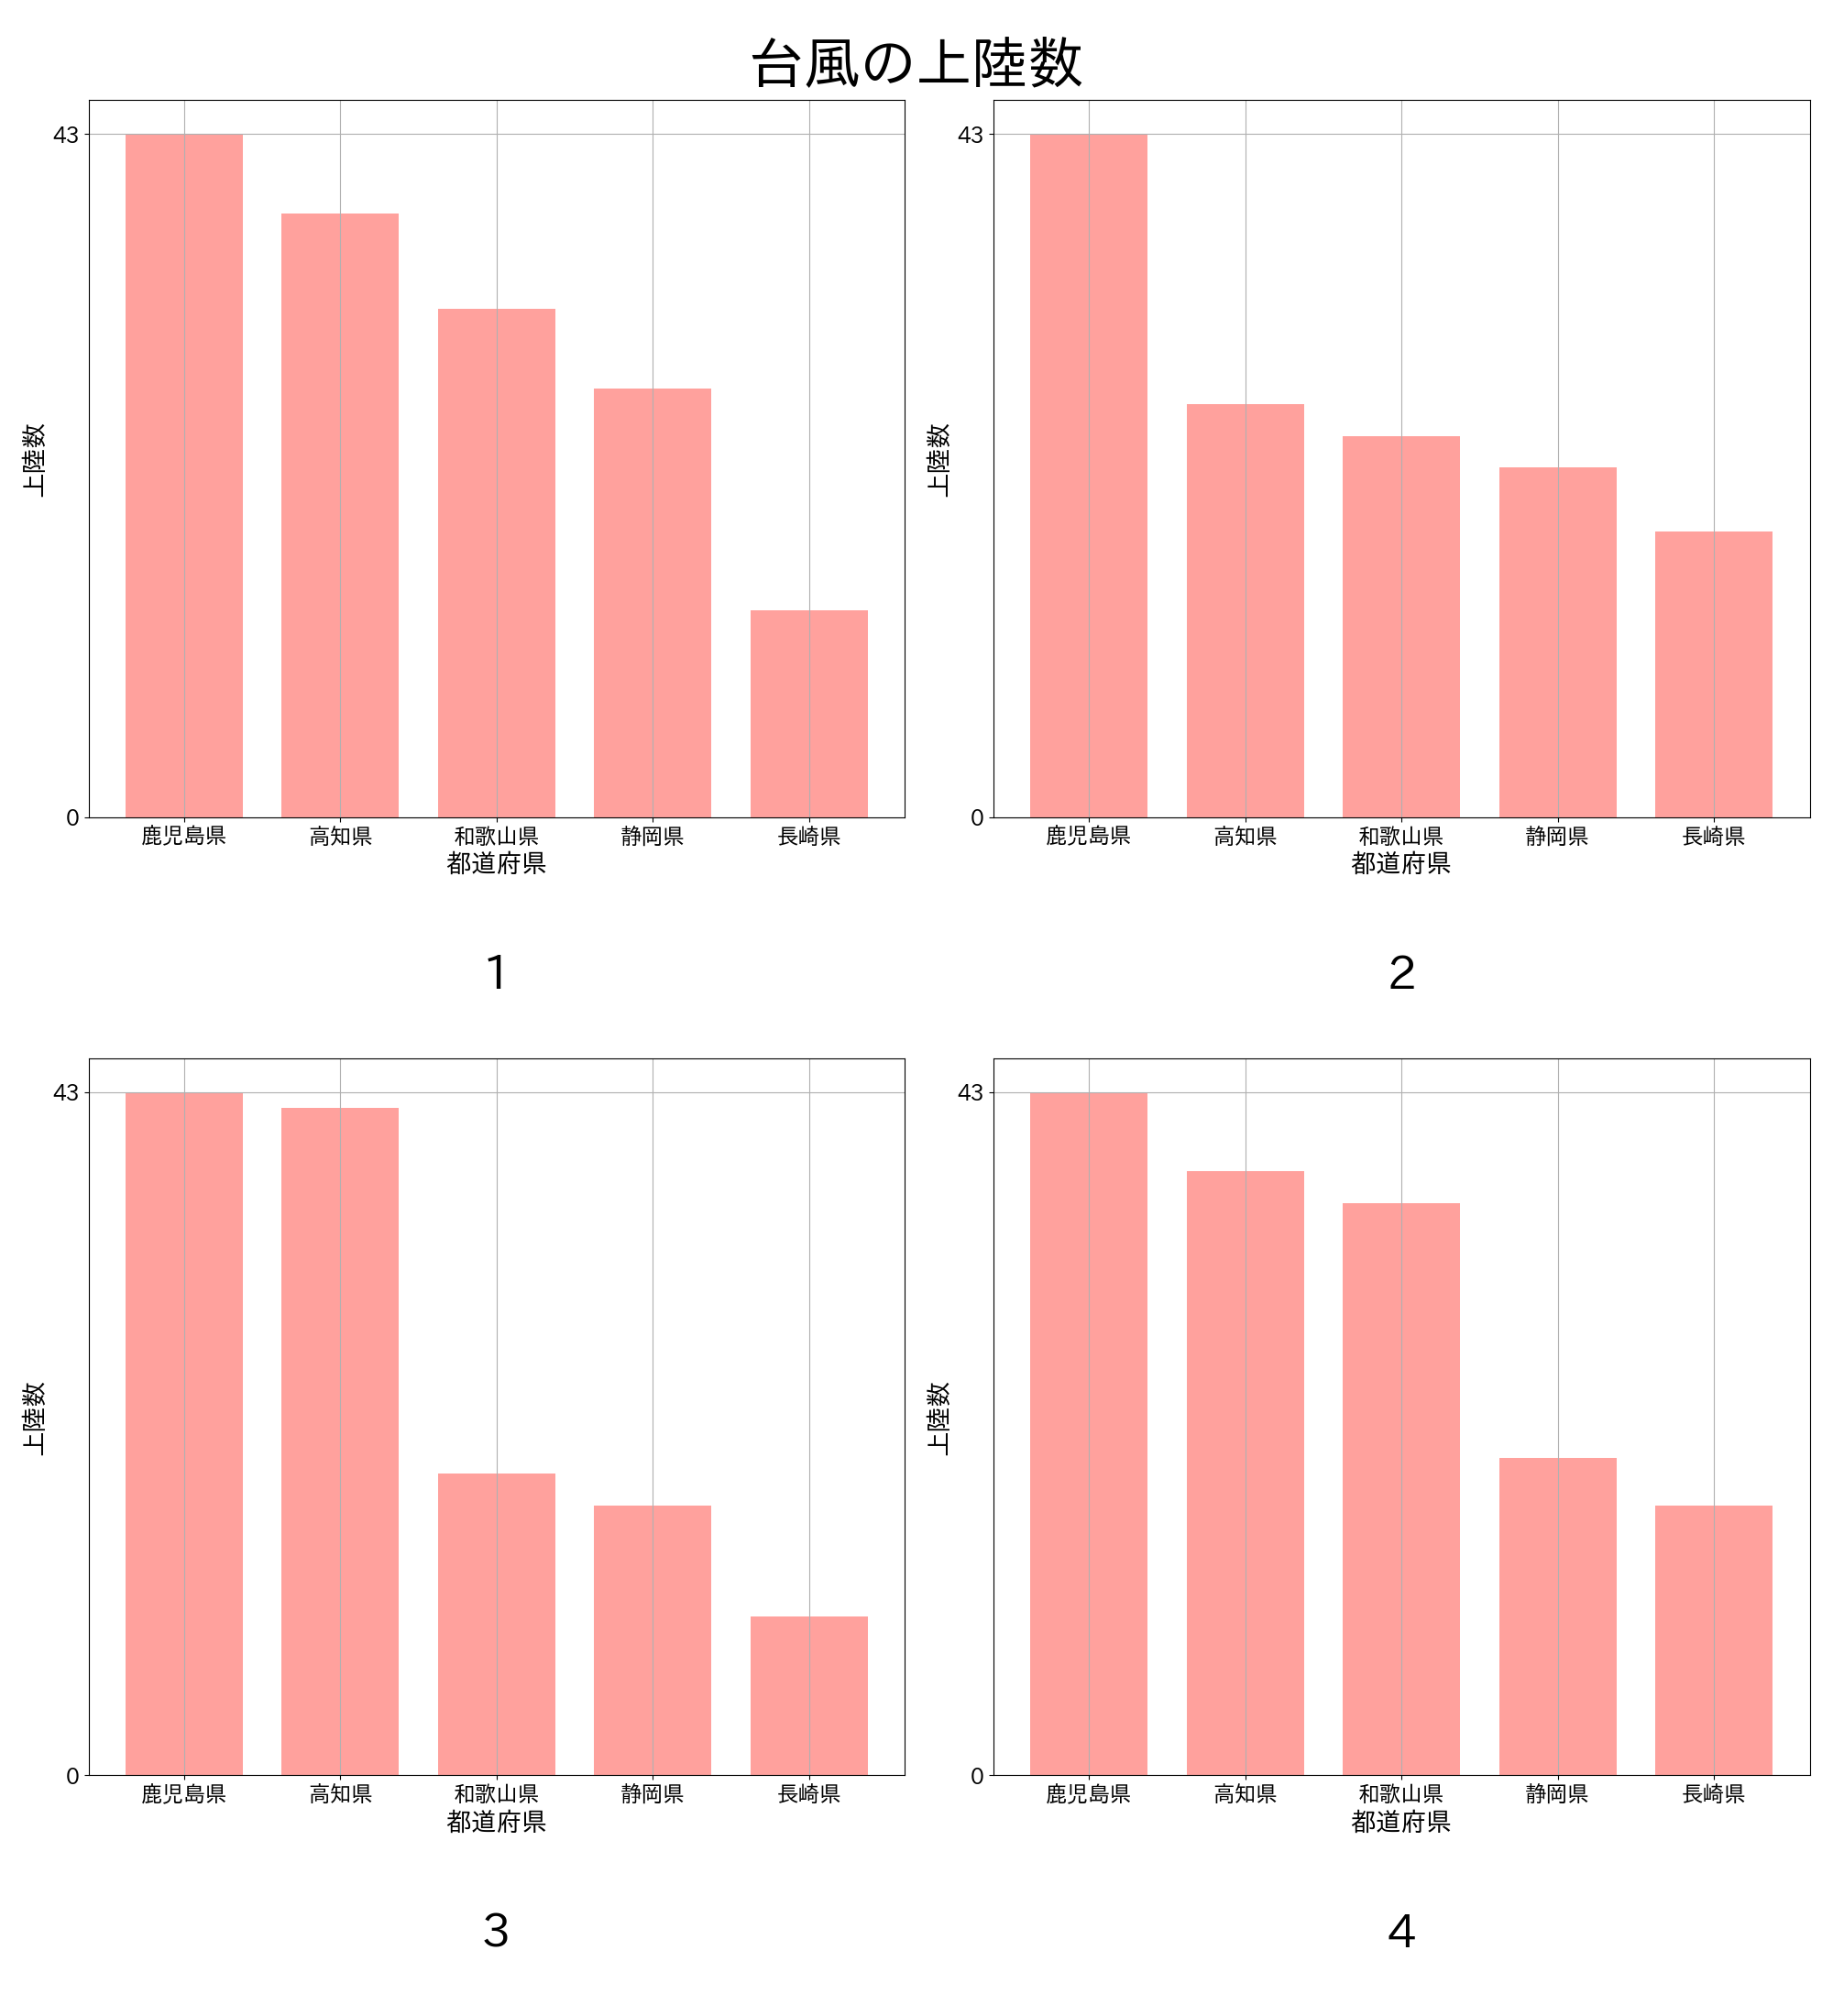 台風の上陸数
43
0
上陸数
鹿児島県 高知県 和歌山県 静岡県 長崎県
都道府県
1
43
0
上陸数
鹿児島県 高知県 和歌山県 静岡県 長崎県
都道府県
2
43
0
上陸数
鹿児島県 高知県 和歌山県 静岡県 長崎県
都道府県
3
43
0
上陸数
鹿児島県 高知県 和歌山県 静岡県 長崎県
都道府県
4